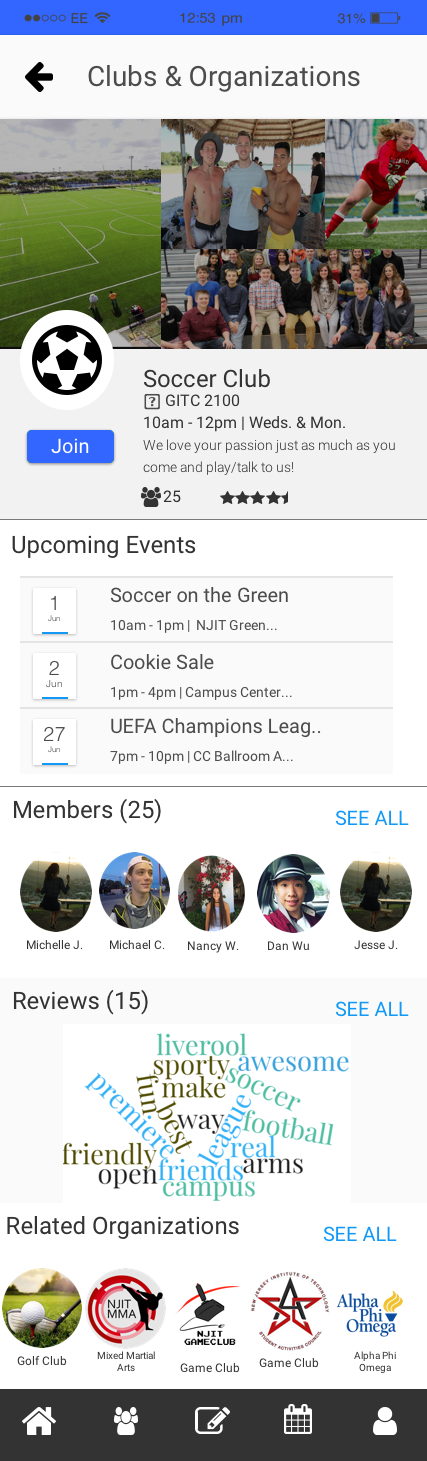 EE 12:53 pm 31%
Clubs & Organizations
ADIO
Soccer Club
GITC 2100
10am - 12pm | Weds. & Mon.
We love your passion just as much as you
come and play/talk to us!
Join
25
Upcoming Events
1
Jun
Soccer on the Green
10am - 1pm | NJIT Green...
2
Jun
Cookie Sale
1pm - 4pm | Campus Center...
27
Jun
UEFA Champions Leag..
7pm - 10pm | CC Ballroom A...
Members (25)
SEE ALL
Michelle J.
Michael C.
Nancy W.
Dan Wu
Jesse J.
Reviews (15)
SEE ALL
liverool
sporty
awesome
fun
make
soccer
premiere
best
way
league
football
friendly
real
open
friends
arms
campus
Related Organizations
SEE ALL
NJIT
MMA
NJIT
GAMECLUB
NEW JERSEY INSTITUTE OF TECHNOLOGY
STUDENT ACTIVITIES COUNCIL
Alpha
Phi
Omega
Golf Club
Mixed Martial
Arts
Game Club
Game Club
Alpha Phi
Omega